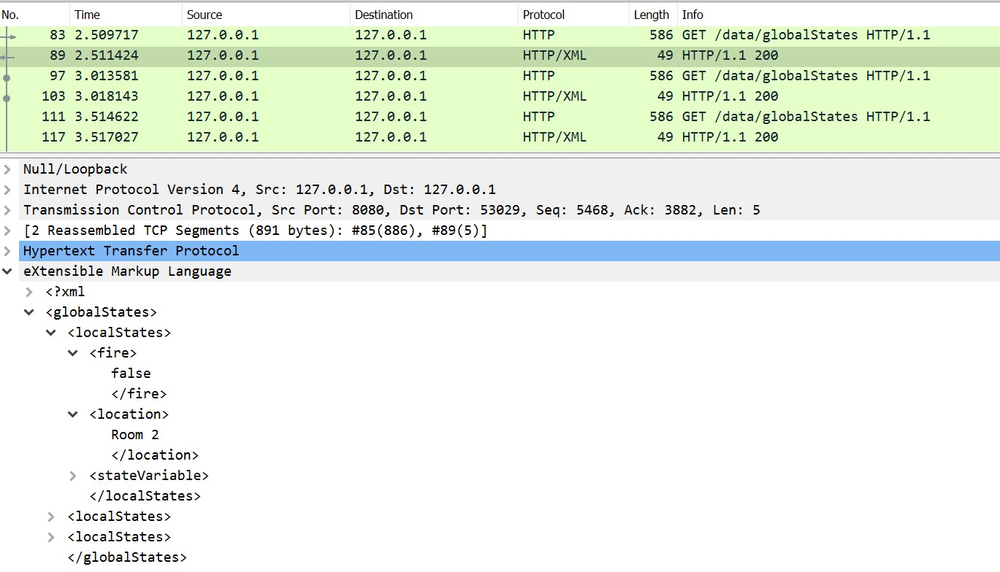 No. Time Source Destination Protocol Length Info
83 2.509717 127.0.0.1 127.0.0.1 HTTP 586 GET /data/globalStates HTTP/1.1
89 2.511424 127.0.0.1 127.0.0.1 HTTP/XML 49 HTTP/1.1 200
97 3.013581 127.0.0.1 127.0.0.1 HTTP 586 GET /data/globalStates HTTP/1.1
103 3.018143 127.0.0.1 127.0.0.1 HTTP/XML 49 HTTP/1.1 200
111 3.514622 127.0.0.1 127.0.0.1 HTTP 586 GET /data/globalStates HTTP/1.1
117 3.517027 127.0.0.1 127.0.0.1 HTTP/XML 49 HTTP/1.1 200
Null/Loopback
Internet Protocol Version 4, Src: 127.0.0.1, Dst: 127.0.0.1
Transmission Control Protocol, Src Port: 8080, Dst Port: 53029, Seq: 5468, Ack: 3882, Len: 5
[2 Reassembled TCP Segments (891 bytes): #85(886), #89(5)]
Hypertext Transfer Protocol
eXtensible Markup Language
<?xml
<globalStates>
<localStates>
<fire>
false
</fire>
<location>
Room 2
</location>
<stateVariable>
</localStates>
<localStates>
<localStates>
</globalStates>